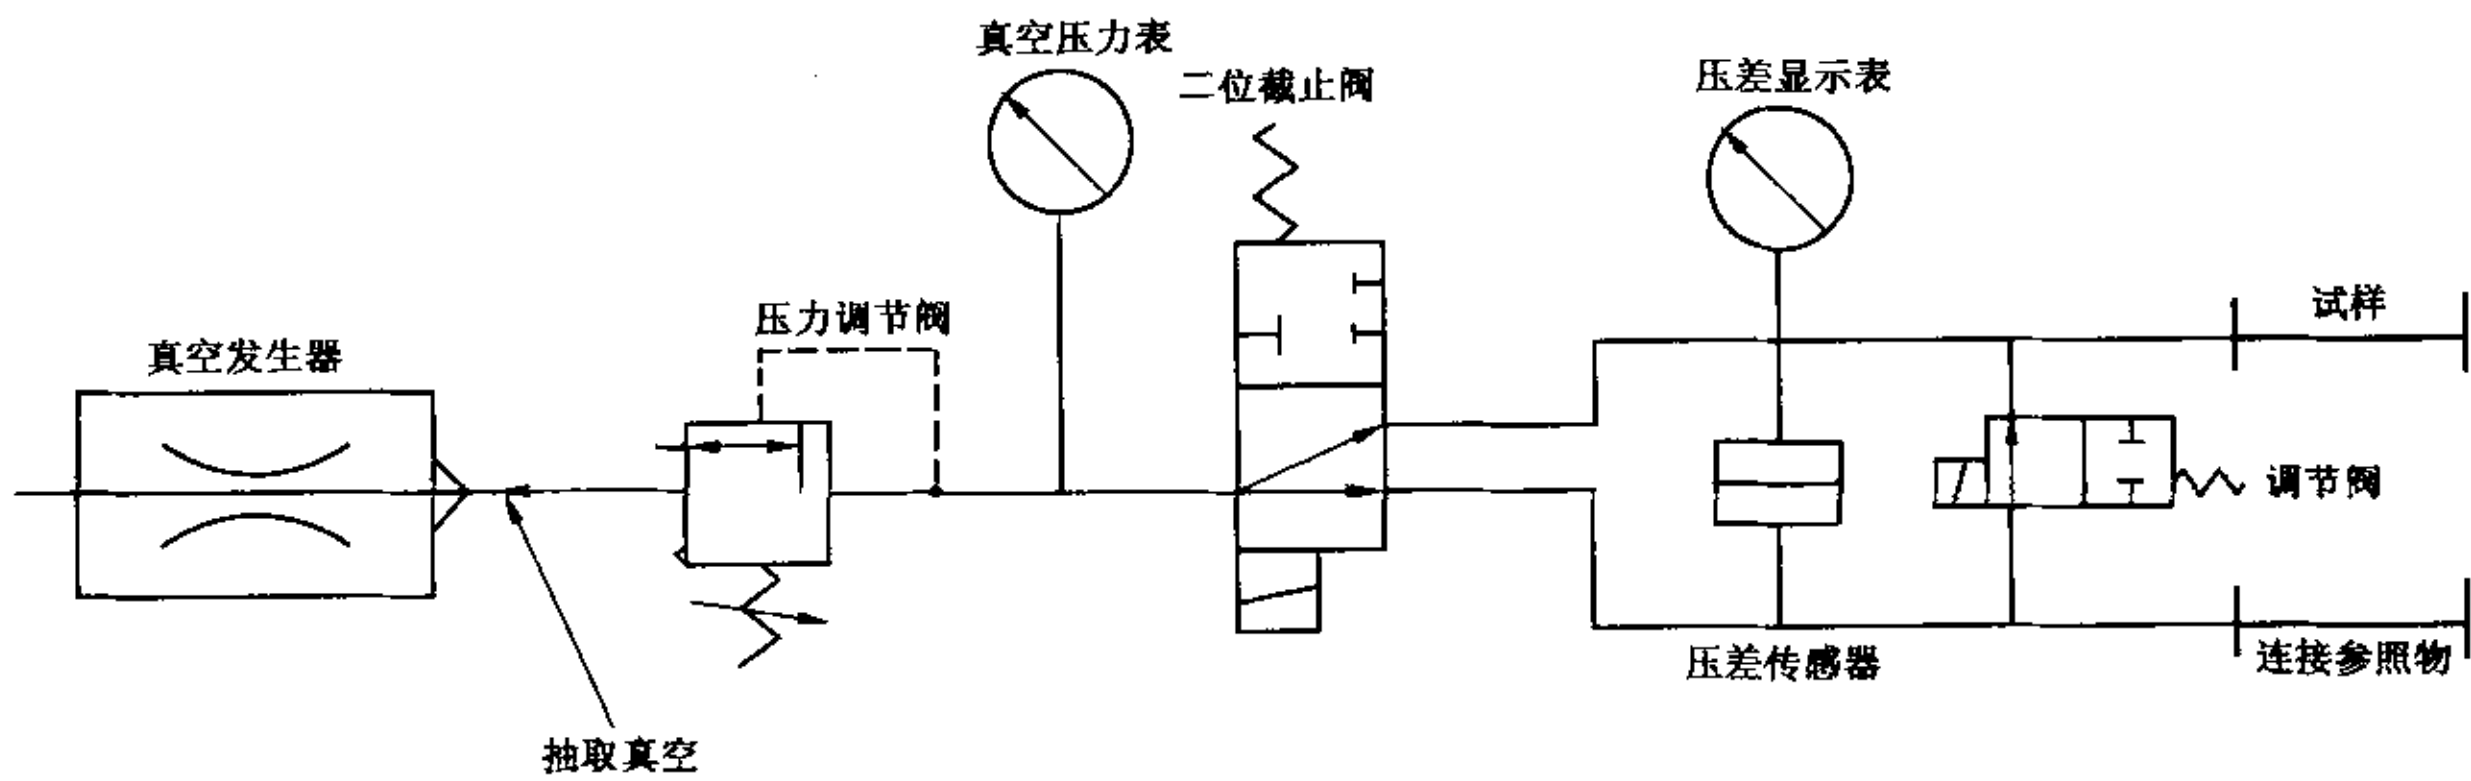 真空压力表
二位截止阀
压差显示表
压力调节阀
真空发生器
试样
调节阀
压差传感器
连接参照物
抽取真空